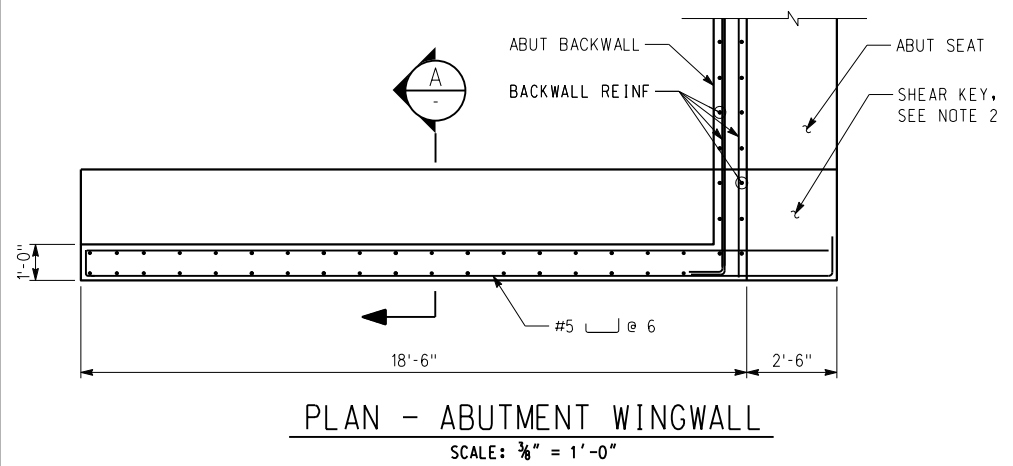 ABUT BACKWALL
ABUT SEAT
A
-
BACKWALL REINF
SHEAR KEY,
SEE NOTE 2
1'-0"
#5 @ 6
18'-6"
2'-6"
PLAN - ABUTMENT WINGWALL
SCALE: ⅜" = 1'-0"